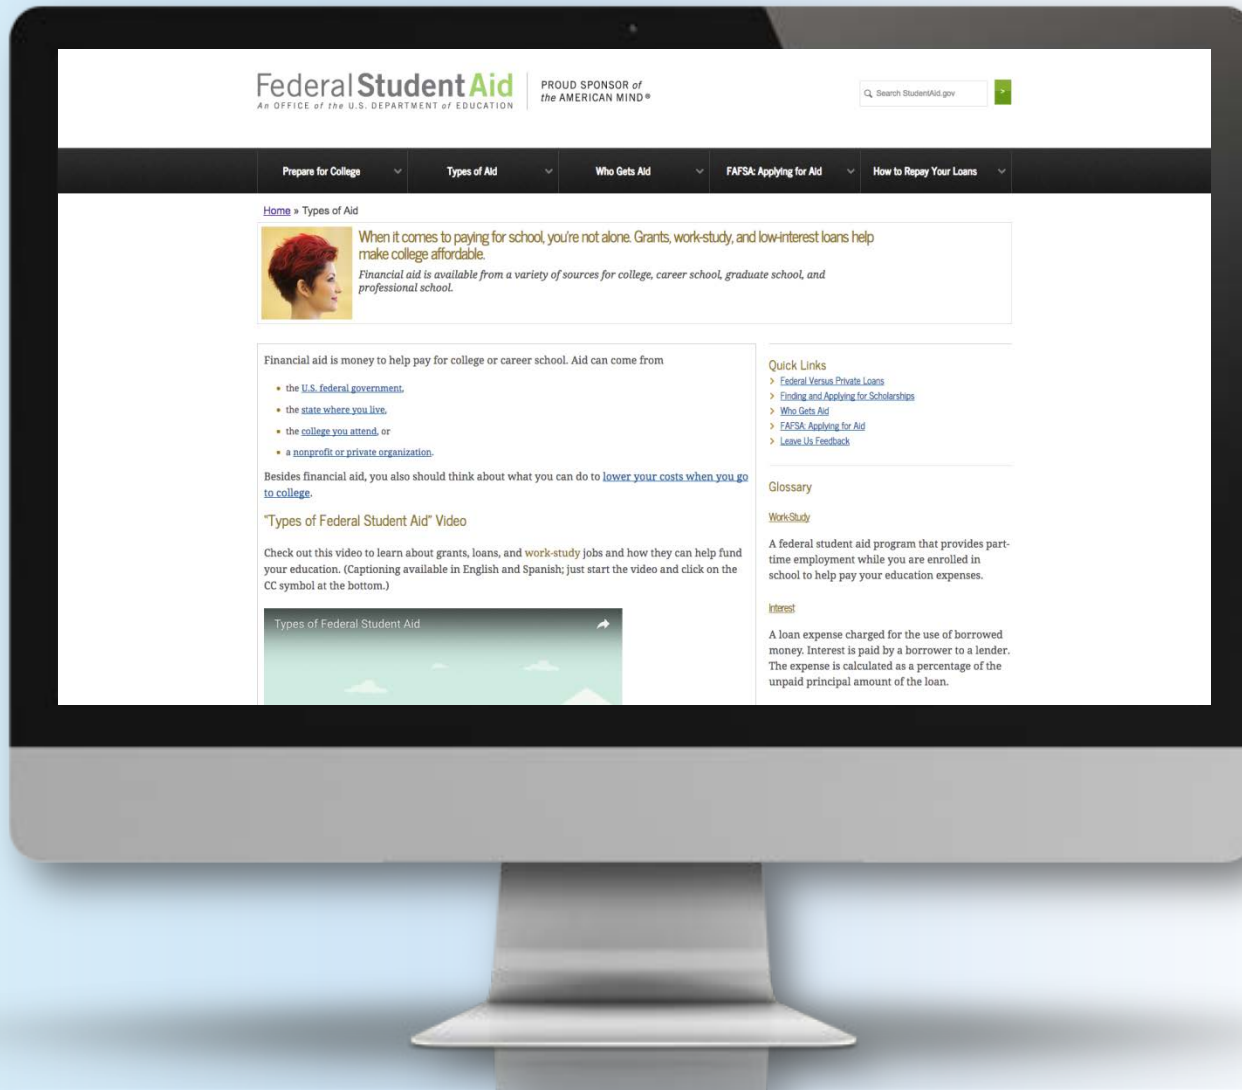 Federal Student Aid
An OFFICE of the U.S. DEPARTMENT of EDUCATION
PROUD SPONSOR of
the AMERICAN MIND®
Search StudentAid.gov
>
Prepare for College
Types of Aid
Who Gets Aid
FAFSA: Applying for Aid
How to Repay Your Loans
Home » Types of Aid
When it comes to paying for school, you're not alone. Grants, work-study, and low-interest loans help
make college affordable.
Financial aid is available from a variety of sources for college, career school, graduate school, and
professional school.
Financial aid is money to help pay for college or career school. Aid can come from
• the U.S. federal government,
• the state where you live,
• the college you attend, or
• a nonprofit or private organization.
Besides financial aid, you also should think about what you can do to lower your costs when you go
to college.
"Types of Federal Student Aid" Video
Check out this video to learn about grants, loans, and work-study jobs and how they can help fund
your education. (Captioning available in English and Spanish; just start the video and click on the
CC symbol at the bottom.)
Types of Federal Student Aid
Quick Links
> Federal Versus Private Loans
> Finding and Applying for Scholarships
> Who Gets Aid
> FAFSA: Applying for Aid
> Leave Us Feedback
Glossary
Work-Study
A federal student aid program that provides part-
time employment while you are enrolled in
school to help pay your education expenses.
Interest
A loan expense charged for the use of borrowed
money. Interest is paid by a borrower to a lender.
The expense is calculated as a percentage of the
unpaid principal amount of the loan.